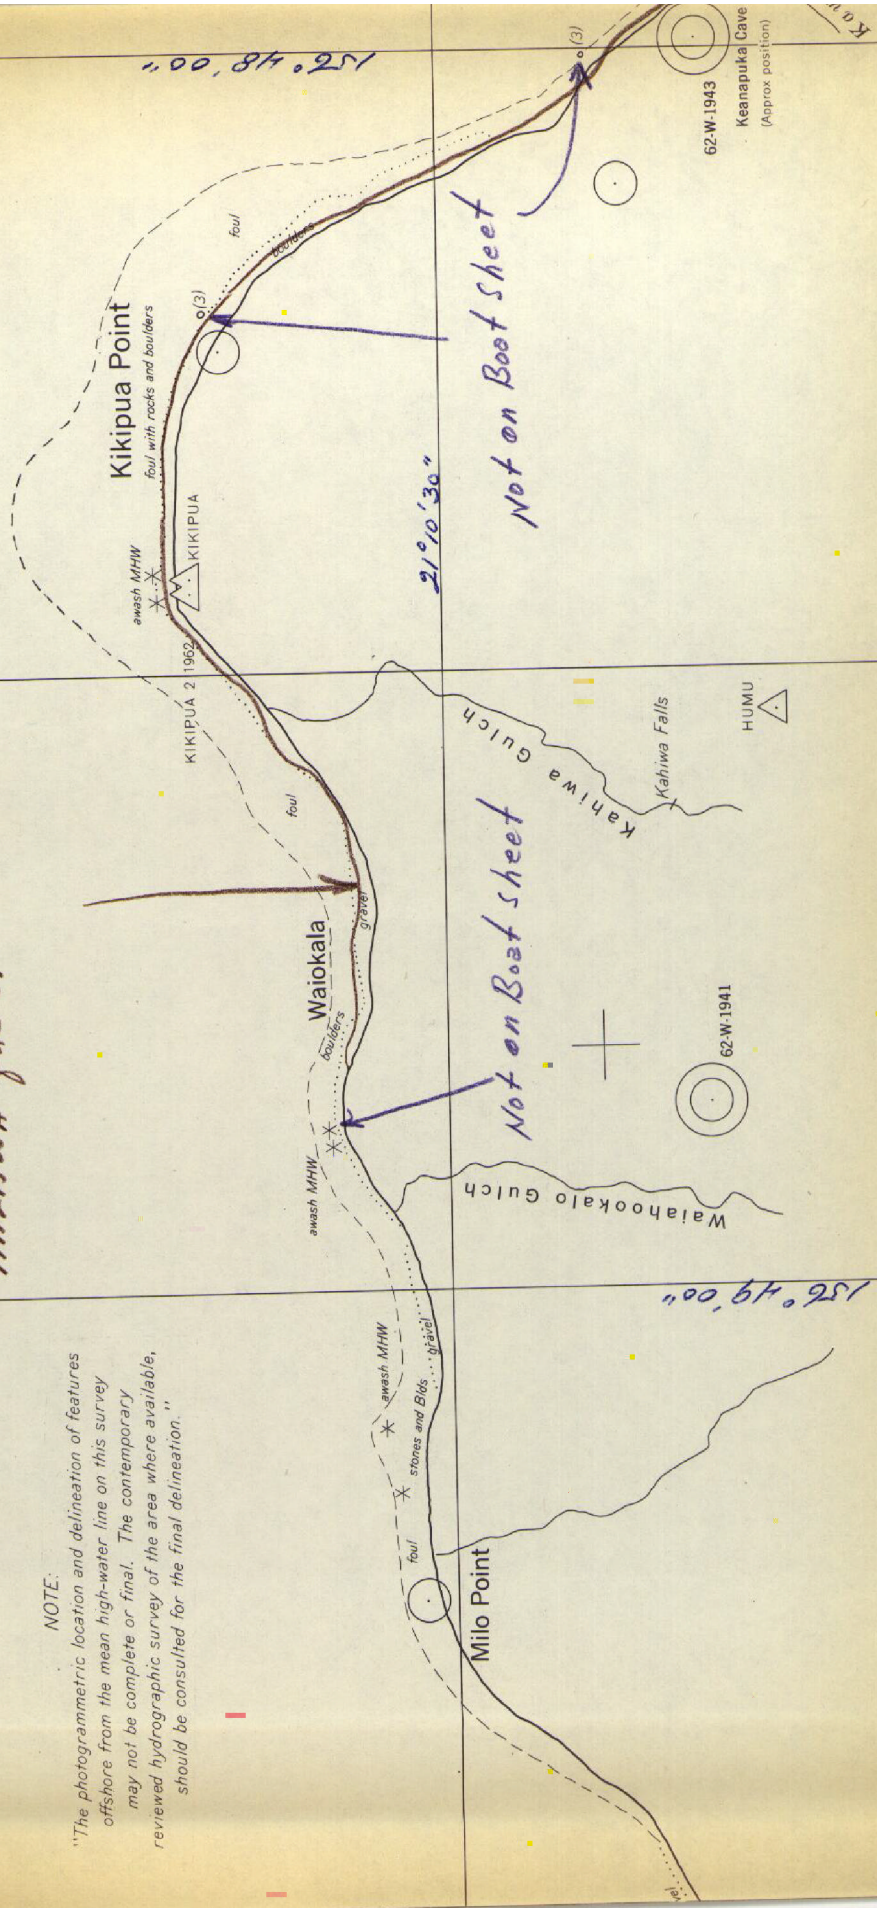 NOTE:
"The photogrammetric location and delineation of features
offshore from the mean high-water line on this survey
may not be complete or final. The contemporary
reviewed hydrographic survey of the area where available,
should be consulted for the final delineation."
156° 48' 00"
(3)
Keanapuka Cave
(Approx position)
62-W-1943
foul
boulders
(3)
Kikipua Point
foul with rocks and boulders
Not on Boat sheet
21° 10' 30"
awash MHW
KIKIPUA
KIKIPUA 2 1962
Kahiwa Gulch
Kahiwa Falls
HUMU
foul
gravel
Waiokala
boulders
Not on Boat sheet
62-W-1941
awash MHW
Waiahookalo Gulch
156° 49' 00"
awash MHW
gravel
stones and Blds
foul
Milo Point